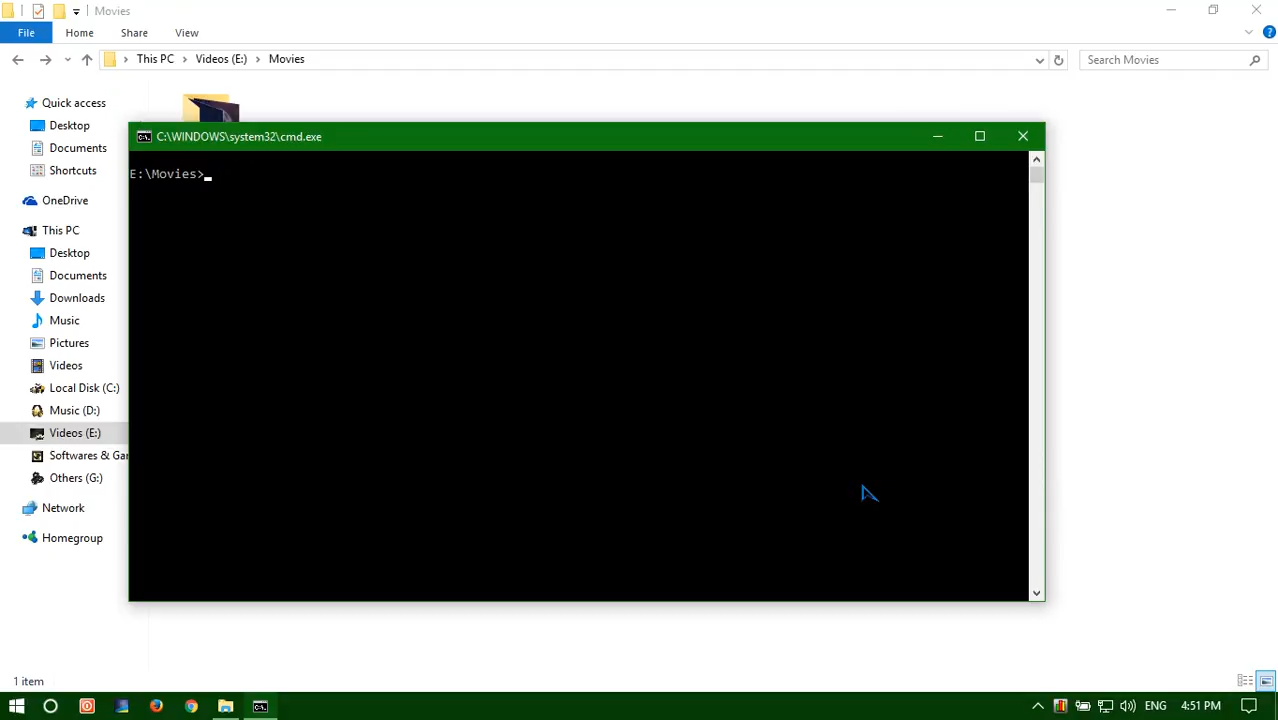 Movies
File
Home
Share
View
This PC
Videos (E:)
Movies
Search Movies
Quick access
Desktop
Documents
Shortcuts
OneDrive
This PC
Desktop
Documents
Downloads
Music
Pictures
Videos
Local Disk (C:)
Music (D:)
Videos (E:)
Softwares & Gar
Others (G:)
Network
Homegroup
C:\WINDOWS\system32\cmd.exe
E:\Movies>_
1 item
ENG
4:51 PM